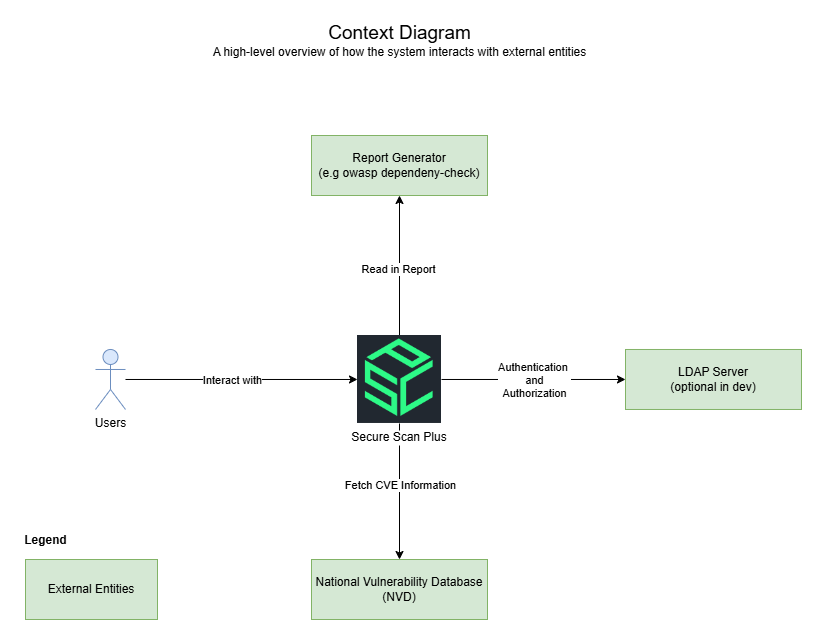 Context Diagram
A high-level overview of how the system interacts with external entities
Report Generator
(e.g owasp dependeny-check)
Read in Report
Interact with
Users
Secure Scan Plus
Authentication
and
Authorization
LDAP Server
(optional in dev)
Fetch CVE Information
Legend
External Entities
National Vulnerability Database
(NVD)